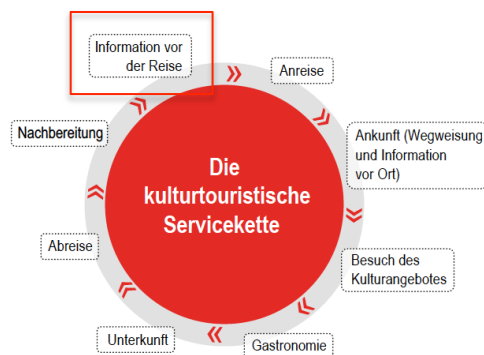 Information vor
der Reise
Anreise
Ankunft (Wegweisung
und Information
vor Ort)
Besuch des
Kulturangebotes
Gastronomie
Unterkunft
Abreise
Nachbereitung
Die
kulturtouristische
Servicekette